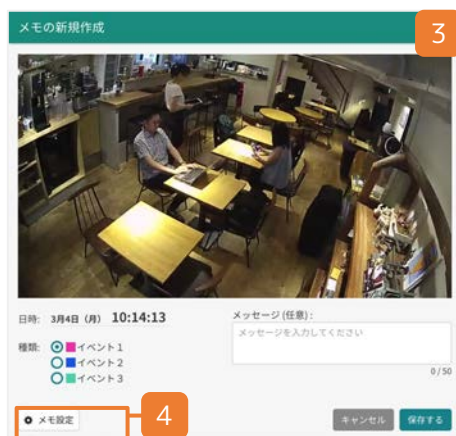 メモの新規作成
3
日時: 3月4日（月） 10:14:13
メッセージ (任意) :
メッセージを入力してください
0 / 50
種類: イベント 1
イベント 2
イベント 3
メモ設定
4
キャンセル
保存する